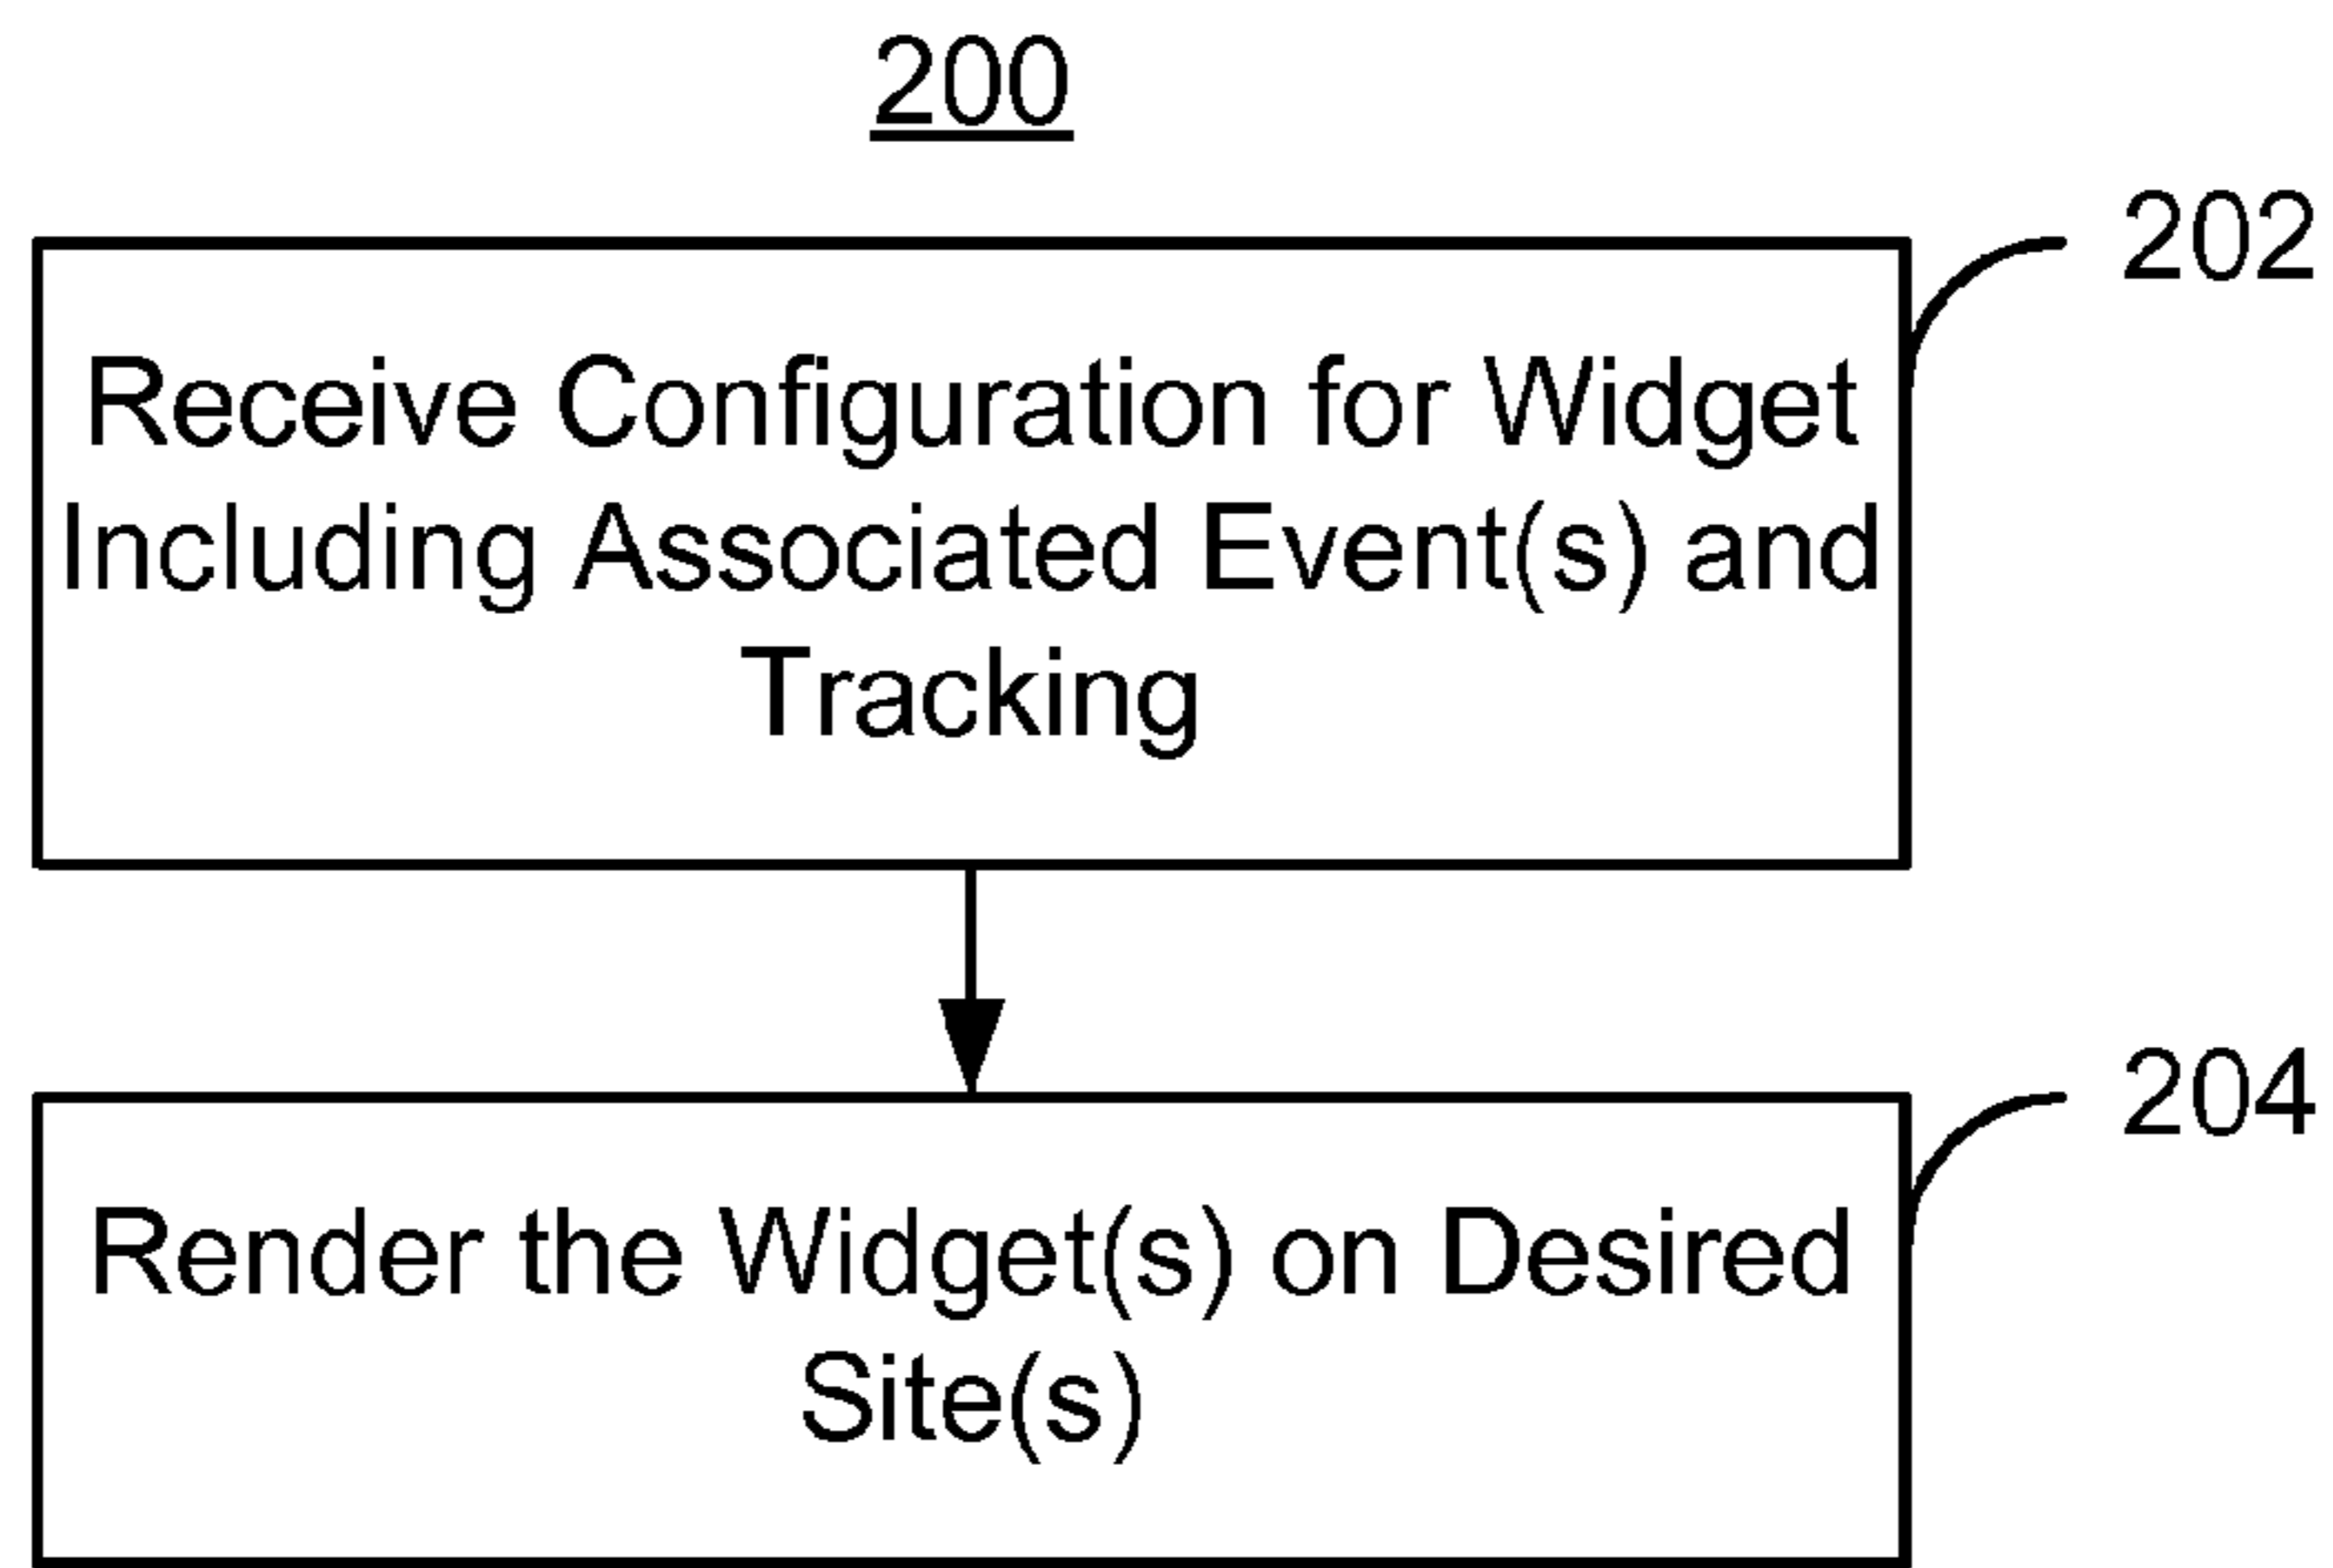 200
202
Receive Configuration for Widget
Including Associated Event(s) and
Tracking
204
Render the Widget(s) on Desired
Site(s)